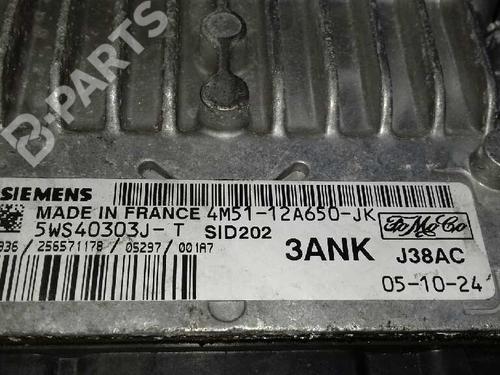 B-PARTS
SIEMENS
MADE IN FRANCE 4M51-12A650-JK
5WS40303J-T SID202
3ANK FoMoCo J38AC
936/256571178/05297/001A7
05-10-24